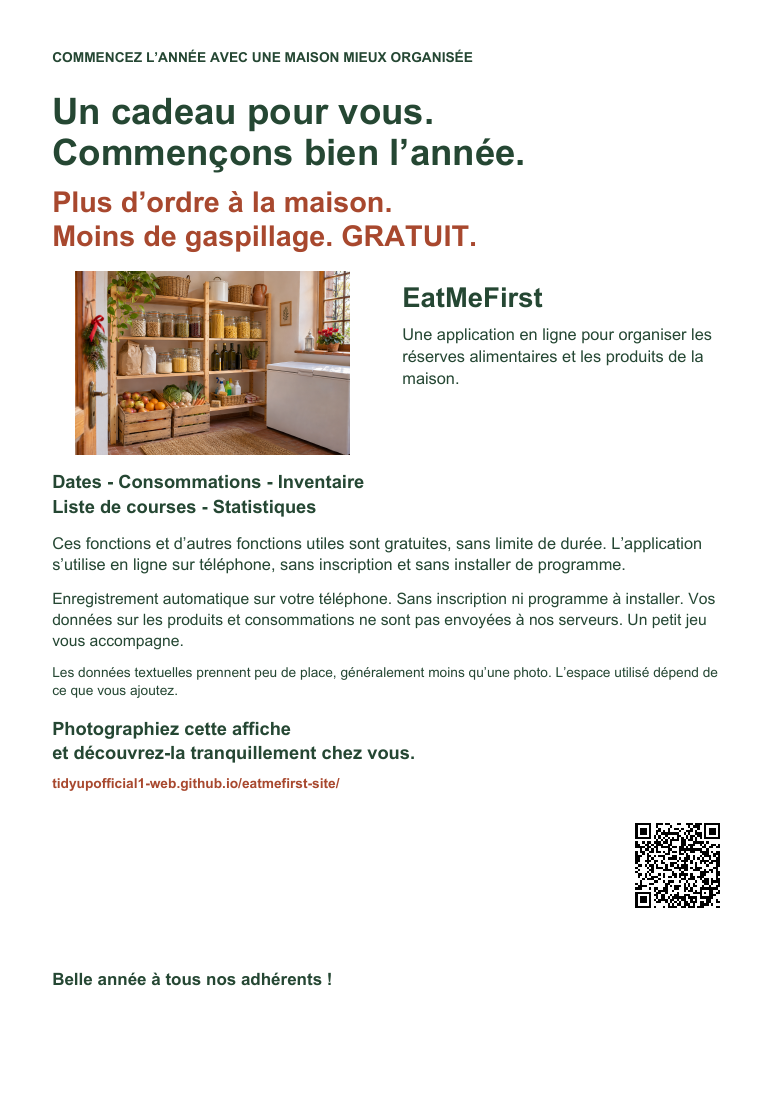 COMMENCEZ L’ANNÉE AVEC UNE MAISON MIEUX ORGANISÉE
Un cadeau pour vous.
Commençons bien l’année.
Plus d’ordre à la maison.
Moins de gaspillage. GRATUIT.
EatMeFirst
Une application en ligne pour organiser les
réserves alimentaires et les produits de la
maison.
Dates - Consommations - Inventaire
Liste de courses - Statistiques
Ces fonctions et d’autres fonctions utiles sont gratuites, sans limite de durée. L’application
s’utilise en ligne sur téléphone, sans inscription et sans installer de programme.
Enregistrement automatique sur votre téléphone. Sans inscription ni programme à installer. Vos
données sur les produits et consommations ne sont pas envoyées à nos serveurs. Un petit jeu
vous accompagne.
Les données textuelles prennent peu de place, généralement moins qu’une photo. L’espace utilisé dépend de
ce que vous ajoutez.
Photographiez cette affiche
et découvrez-la tranquillement chez vous.
tidyupofficial1-web.github.io/eatmefirst-site/
Belle année à tous nos adhérents !